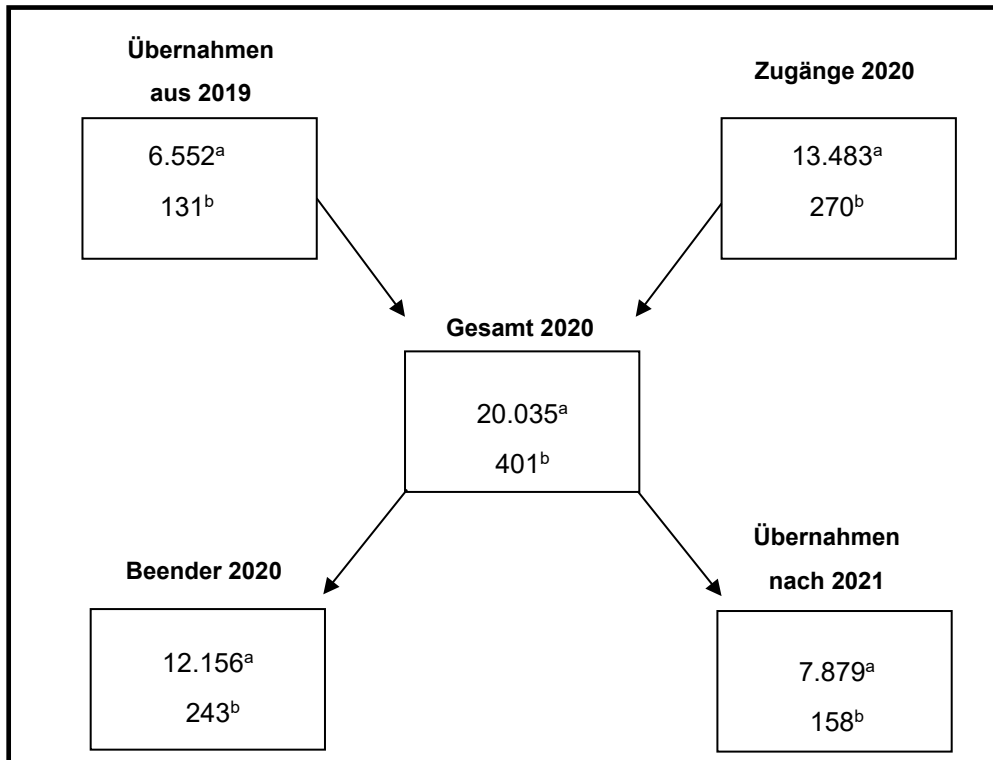 Übernahmen
aus 2019
6.552ᵃ
131ᵇ
Zugänge 2020
13.483ᵃ
270ᵇ
Gesamt 2020
20.035ᵃ
401ᵇ
Beender 2020
12.156ᵃ
243ᵇ
Übernahmen
nach 2021
7.879ᵃ
158ᵇ